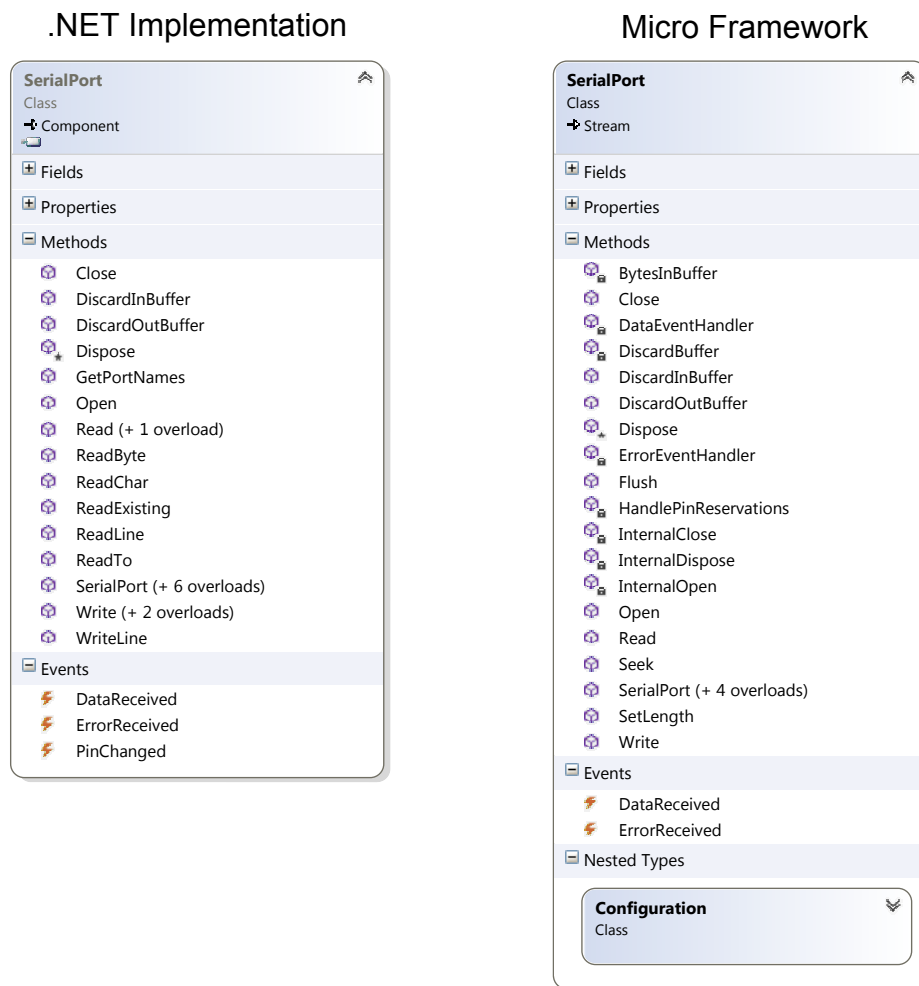 .NET Implementation
SerialPort
Class
Component
Fields
Properties
Methods
Close
DiscardInBuffer
DiscardOutBuffer
Dispose
GetPortNames
Open
Read (+ 1 overload)
ReadByte
ReadChar
ReadExisting
ReadLine
ReadTo
SerialPort (+ 6 overloads)
Write (+ 2 overloads)
WriteLine
Events
DataReceived
ErrorReceived
PinChanged
Micro Framework
SerialPort
Class
Stream
Fields
Properties
Methods
BytesInBuffer
Close
DataEventHandler
DiscardBuffer
DiscardInBuffer
DiscardOutBuffer
Dispose
ErrorEventHandler
Flush
HandlePinReservations
InternalClose
InternalDispose
InternalOpen
Open
Read
Seek
SerialPort (+ 4 overloads)
SetLength
Write
Events
DataReceived
ErrorReceived
Nested Types
Configuration
Class